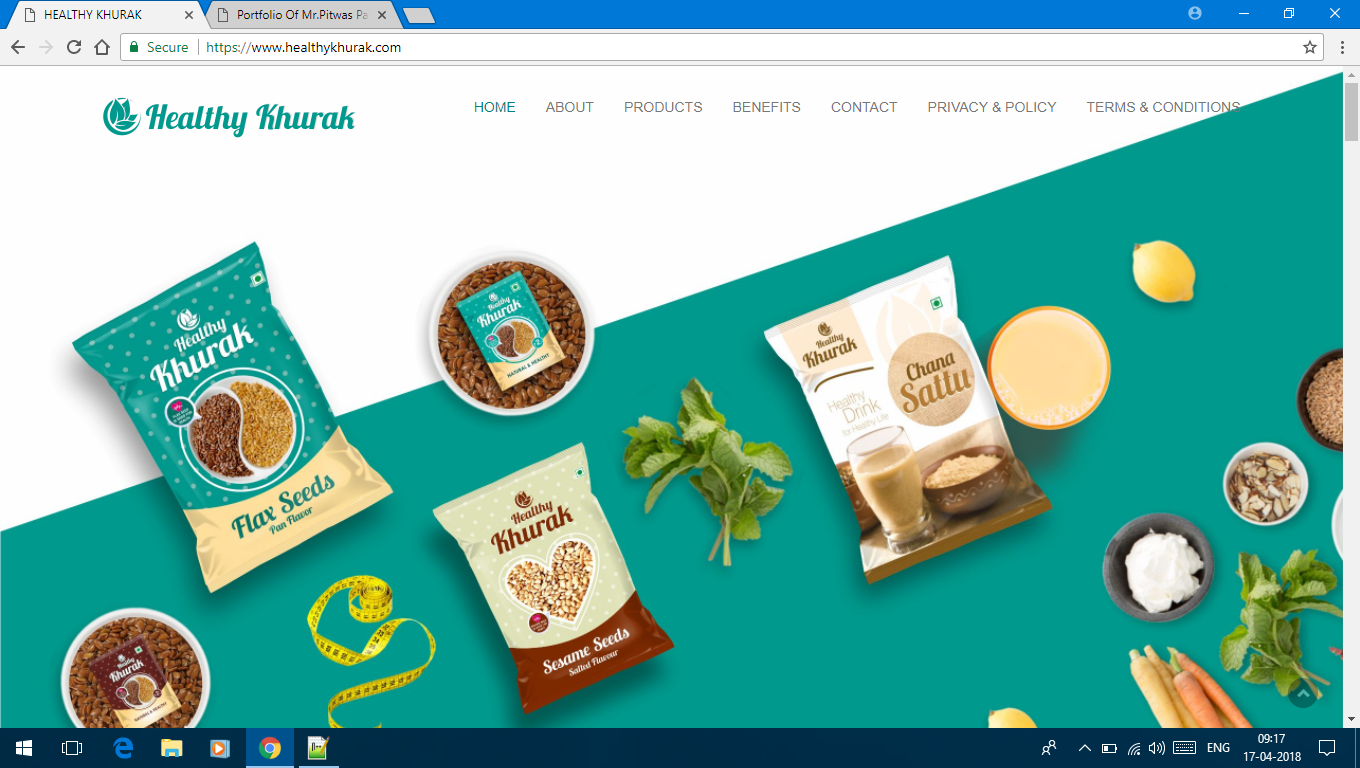 HEALTHY KHURAK
Portfolio Of Mr.Pitwas Pa
Secure
https://www.healthykhurak.com
Healthy Khurak
HOME
ABOUT
PRODUCTS
BENEFITS
CONTACT
PRIVACY & POLICY
TERMS & CONDITIONS
Healthy
Khurak
Flax Seeds
Pan Flavor
Healthy
Khurak
NATURAL & HEALTHY
Healthy
Khurak
Sesame Seeds
Salted Flavour
Healthy
Khurak
Chana
Sattu
Healthy
Drink
for Healthy Life
Healthy
Khurak
NATURAL & HEALTHY
ENG
09:17
17-04-2018